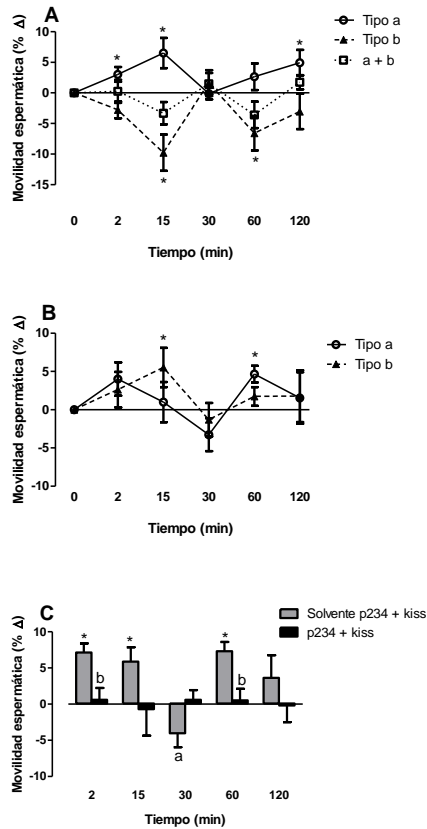 A
Movilidad espermática (% Δ)
10
5
0
-5
-10
-15
*
*
*
*
*
0 2 15 30 60 120
Tiempo (min)
Tipo a
Tipo b
a + b
B
Movilidad espermática (% Δ)
10
5
0
-5
-10
*
*
0 2 15 30 60 120
Tiempo (min)
Tipo a
Tipo b
C
Movilidad espermática (% Δ)
10
5
0
-5
-10
*
*
*
b
b
a
2 15 30 60 120
Tiempo (min)
Solvente p234 + kiss
p234 + kiss